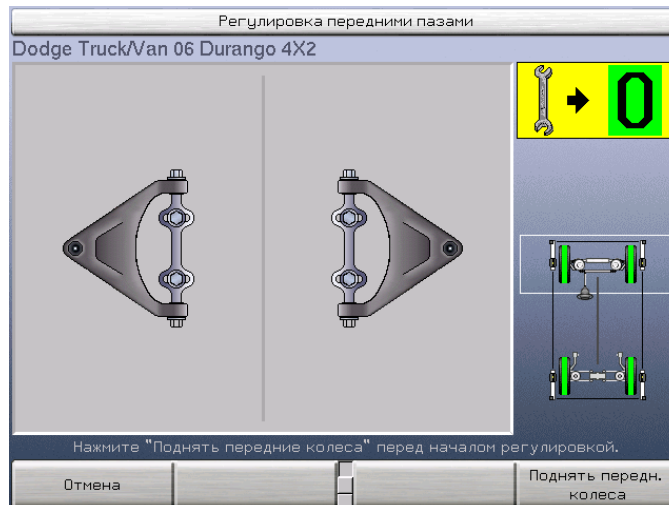 Регулировка передними пазами
Dodge Truck/Van 06 Durango 4X2
0
Нажмите "Поднять передние колеса" перед началом регулировкой.
Отмена
Поднять передн.
колеса